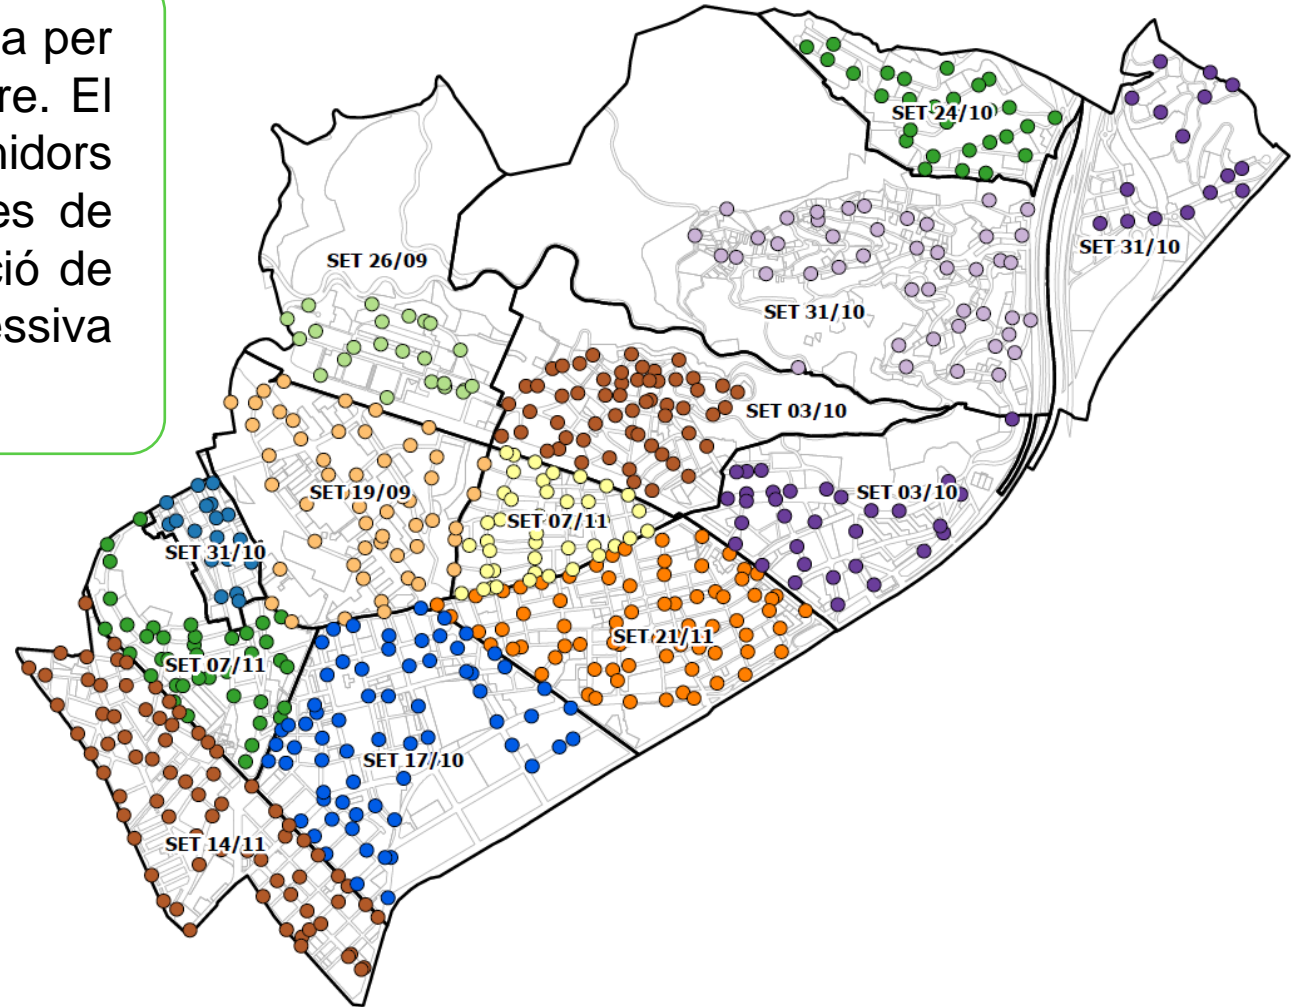 a per
re. El
nidors
es de
ció de
essiva
SET 24/10
SET 31/10
SET 26/09
SET 31/10
SET 03/10
SET 19/09
SET 03/10
SET 07/11
SET 31/10
SET 21/11
SET 07/11
SET 17/10
SET 14/11